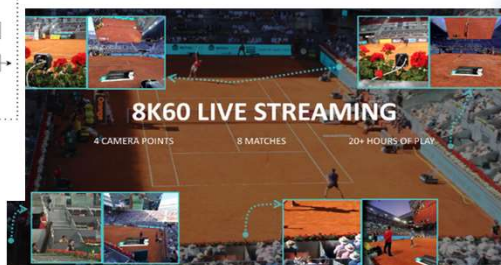 8K60 LIVE STREAMING
4 CAMERA POINTS
8 MATCHES
20+ HOURS OF PLAY